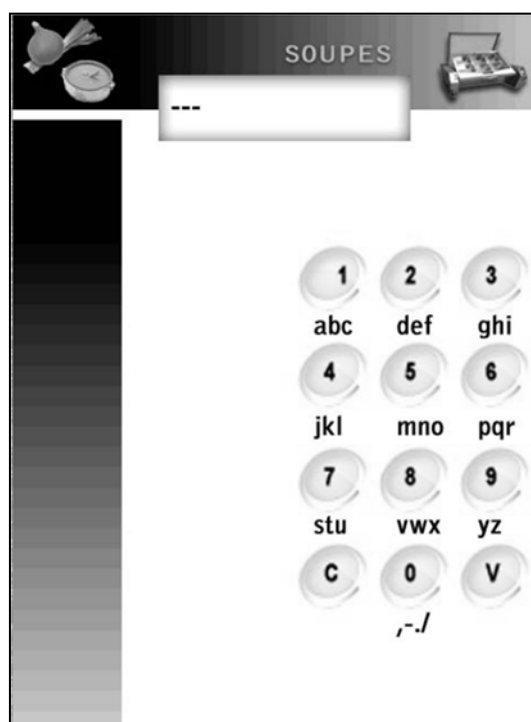 SOUPES
---
1 2 3
abc def ghi
4 5 6
jkl mno pqr
7 8 9
stu vwx yz
C 0 V
,-./